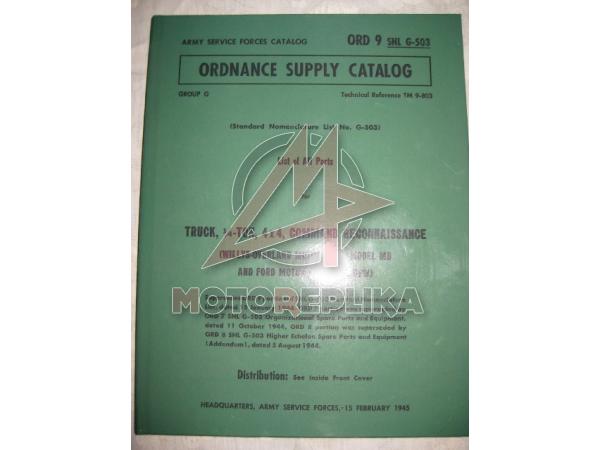 ARMY SERVICE FORCES CATALOG ORD 9 SNL G-503
ORDNANCE SUPPLY CATALOG
GROUP G Technical Reference TM 9-803
(Standard Nomenclature List No. G-503)
List of All Parts
for
TRUCK, 4x4, COMMAND RECONNAISSANCE
(WILLYS-OVERLAND MODEL MB
AND FORD MOTOR
MOTOREPLIKA
ORD 7 SNL G-503 Organizational Spare Parts and Equipment,
dated 11 October 1944, ORD 8 portion was superseded by
ORD 8 SNL G-503 Higher Echelon Spare Parts and Equipment
(Addendum), dated 3 August 1944.
Distribution: See Inside Front Cover
HEADQUARTERS, ARMY SERVICE FORCES,-15 FEBRUARY 1945